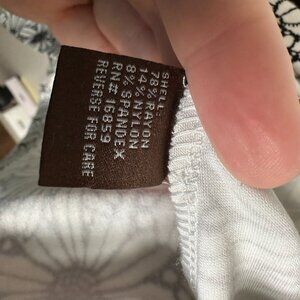 SHELL:
78% RAYON
14% NYLON
8% SPANDEX
RN# 16859
REVERSE FOR CARE